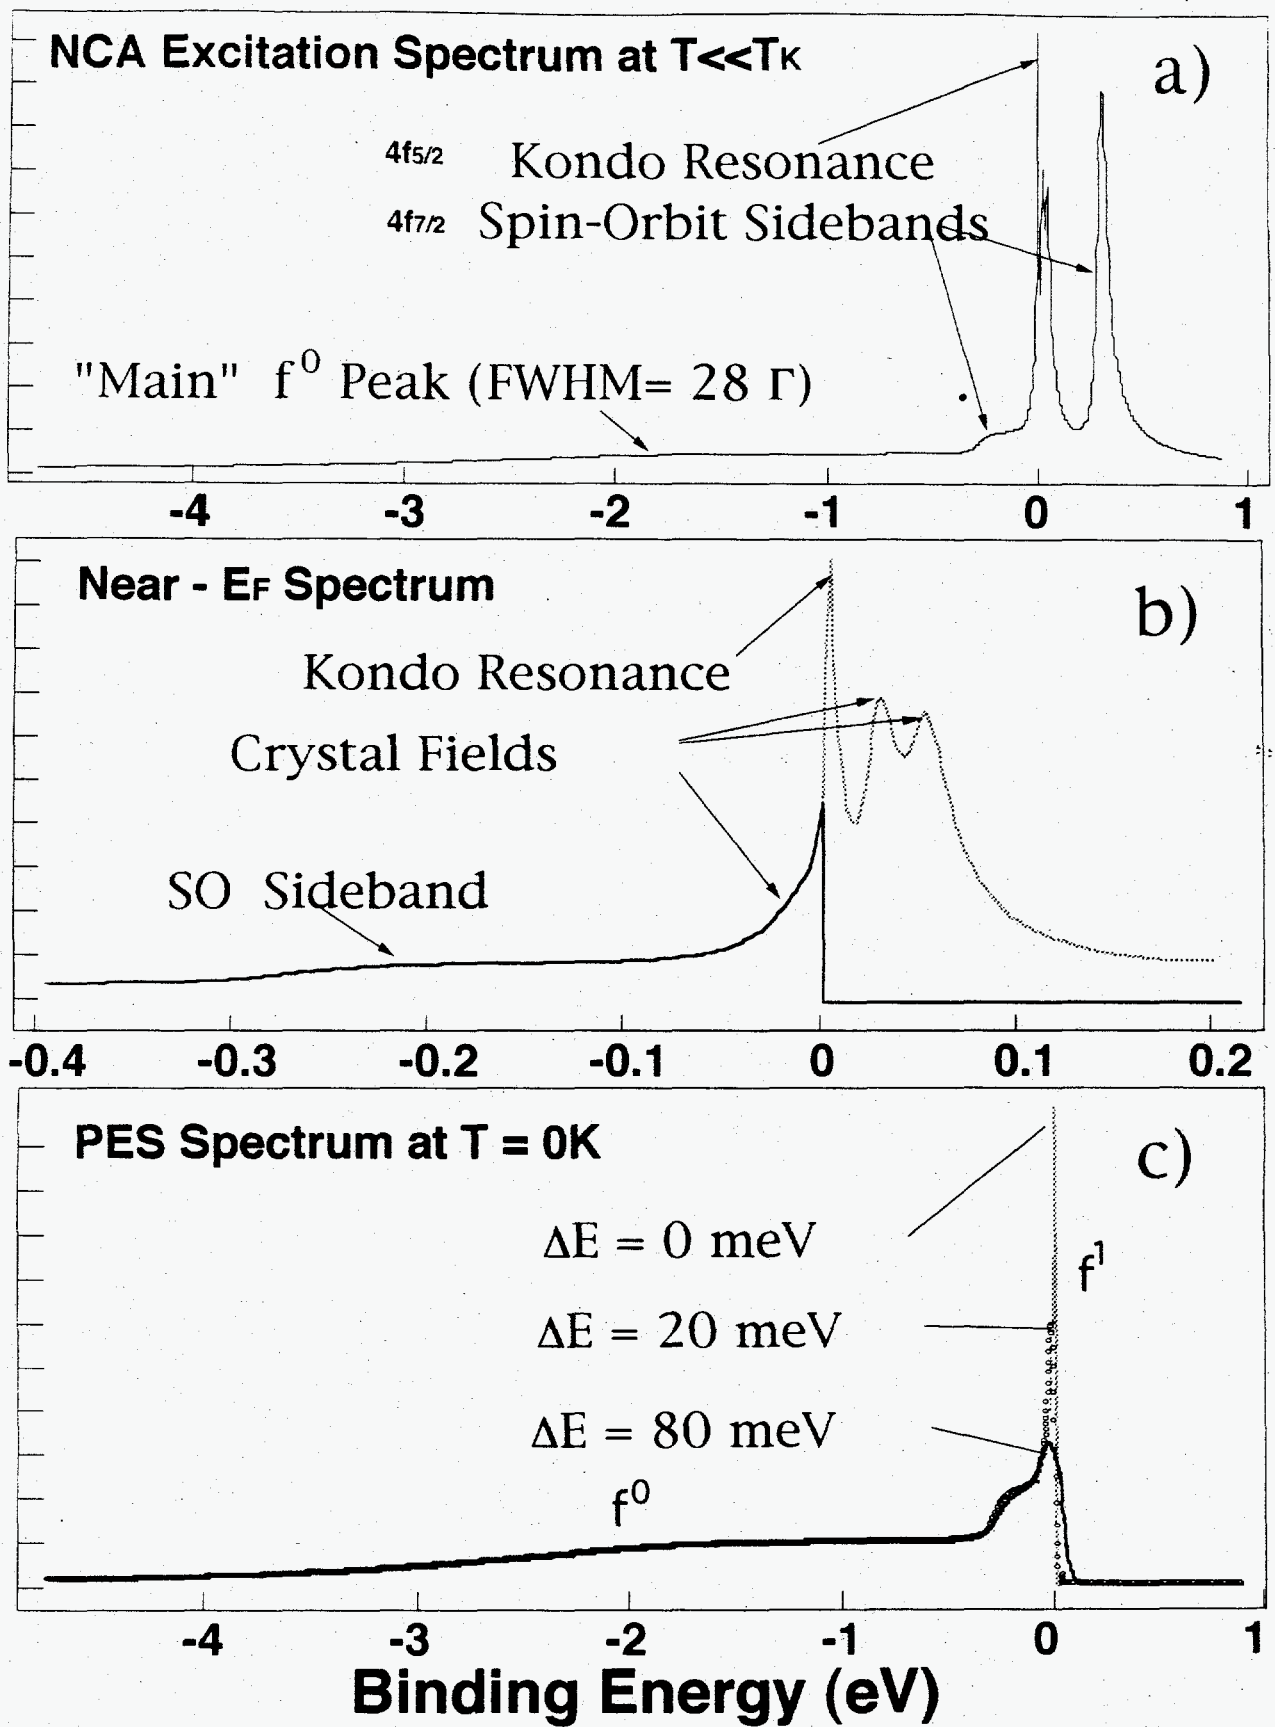 NCA Excitation Spectrum at T<<TK
a)
4f5/2 Kondo Resonance
4f7/2 Spin-Orbit Sidebands
"Main" f⁰ Peak (FWHM= 28 Γ)
-4 -3 -2 -1 0 1
Near - EF Spectrum
b)
Kondo Resonance
Crystal Fields
SO Sideband
-0.4 -0.3 -0.2 -0.1 0 0.1 0.2
PES Spectrum at T = 0K
c)
ΔE = 0 meV
f¹
ΔE = 20 meV
ΔE = 80 meV
f⁰
-4 -3 -2 -1 0 1
Binding Energy (eV)